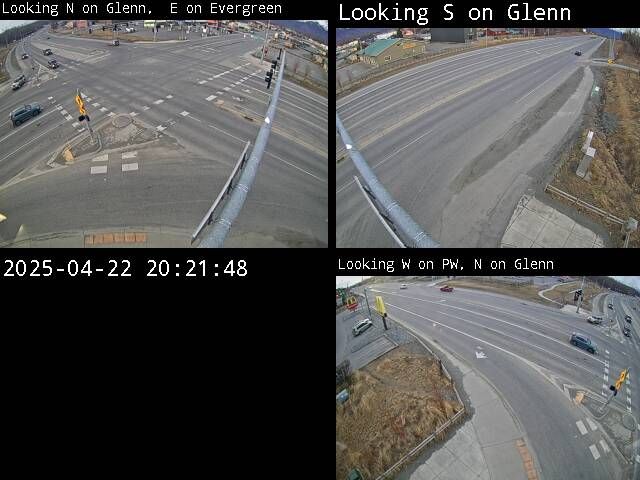 Looking N on Glenn,  E on Evergreen
Looking S on Glenn
2025-04-22 20:21:48
Looking W on PW, N on Glenn